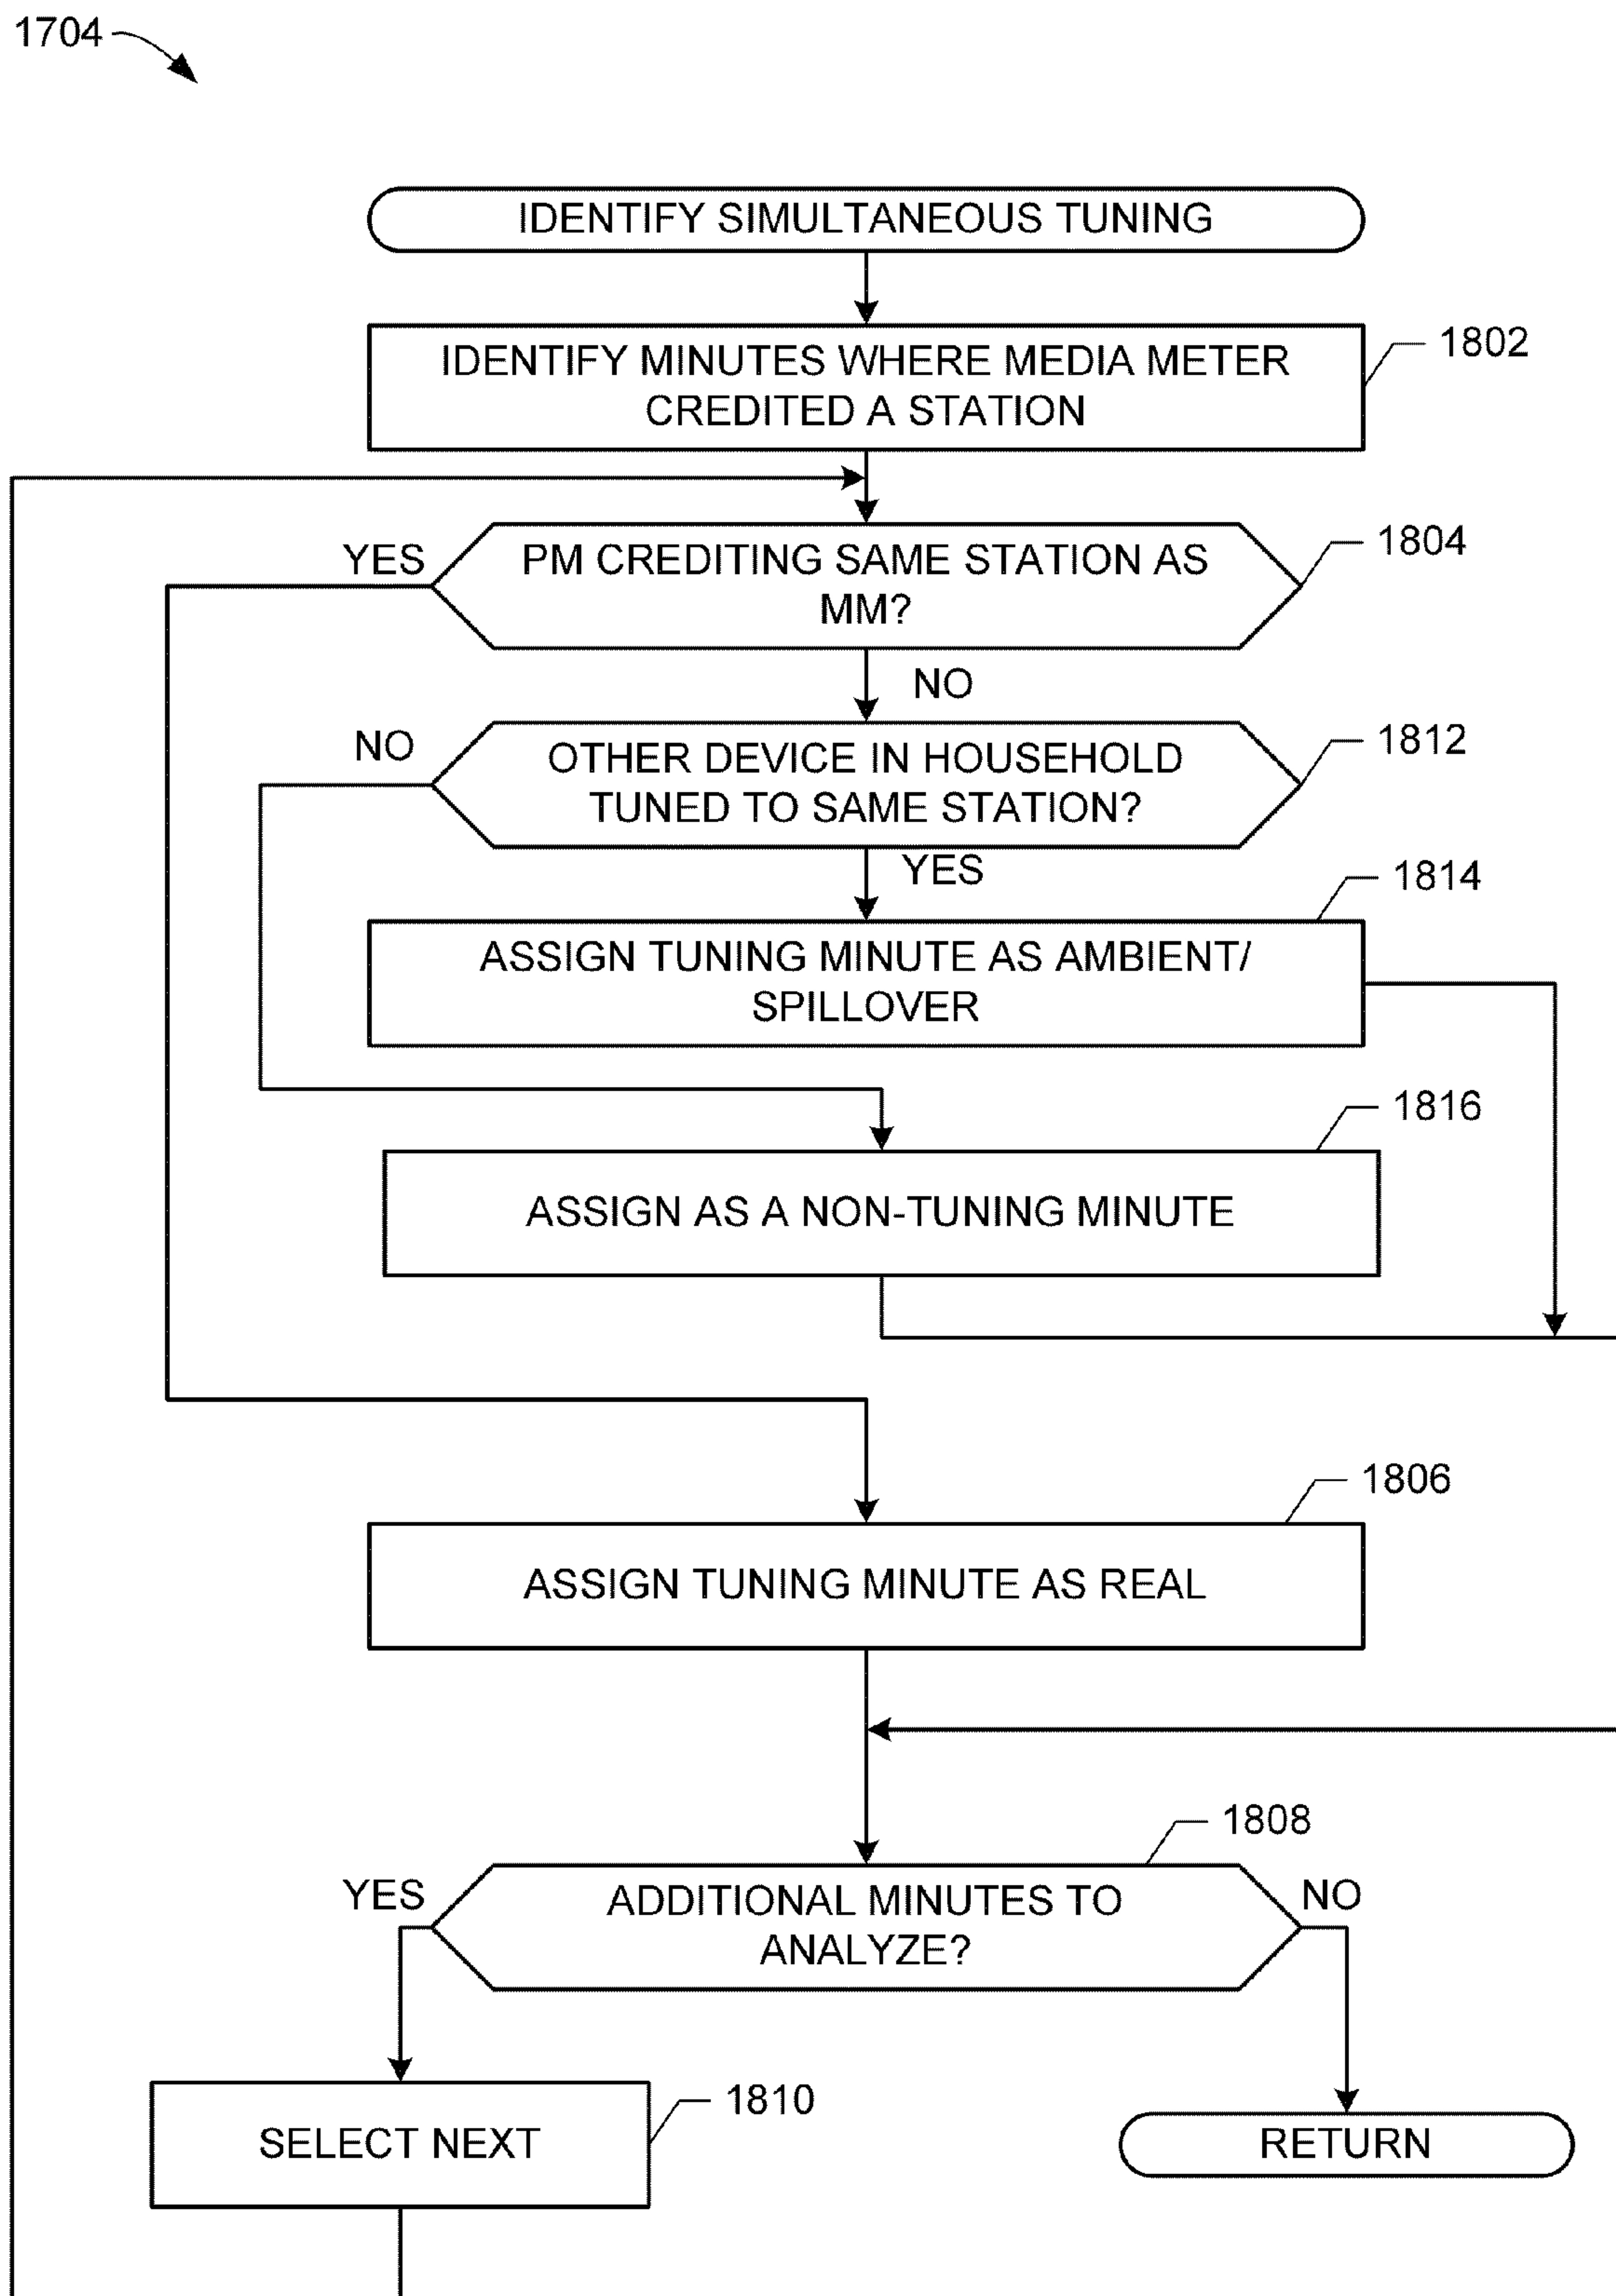 1704
IDENTIFY SIMULTANEOUS TUNING
IDENTIFY MINUTES WHERE MEDIA METER
CREDITED A STATION
1802
YES
PM CREDITING SAME STATION AS
MM?
1804
NO
NO
OTHER DEVICE IN HOUSEHOLD
TUNED TO SAME STATION?
1812
YES
1814
ASSIGN TUNING MINUTE AS AMBIENT/
SPILLOVER
1816
ASSIGN AS A NON-TUNING MINUTE
1806
ASSIGN TUNING MINUTE AS REAL
1808
YES
ADDITIONAL MINUTES TO
ANALYZE?
NO
1810
SELECT NEXT
RETURN